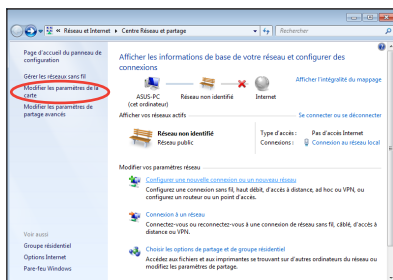 « Réseau et Internet ▸ Centre Réseau et partage
Rechercher
Page d'accueil du panneau de
configuration
Gérer les réseaux sans fil
Modifier les paramètres de la
carte
Modifier les paramètres de
partage avancés
Afficher les informations de base de votre réseau et configurer des
connexions
Afficher l'intégralité du mappage
ASUS-PC
(cet ordinateur)
Réseau non identifié
Internet
Afficher vos réseaux actifs
Se connecter ou se déconnecter
Réseau non identifié
Réseau public
Type d'accès : Pas d'accès Internet
Connexions : Connexion au réseau local
Modifier vos paramètres réseau
Configurer une nouvelle connexion ou un nouveau réseau
Configurez une connexion sans fil, haut débit, d'accès à distance, ad hoc ou VPN, ou
configurez un routeur ou un point d'accès.
Connexion à un réseau
Connectez-vous ou reconnectez-vous à une connexion de réseau sans fil, câblé, d'accès à
distance ou VPN.
Choisir les options de partage et de groupe résidentiel
Accédez aux fichiers et aux imprimantes se trouvant sur d'autres ordinateurs du réseau ou
modifiez les paramètres de partage.
Voir aussi
Groupe résidentiel
Options Internet
Pare-feu Windows